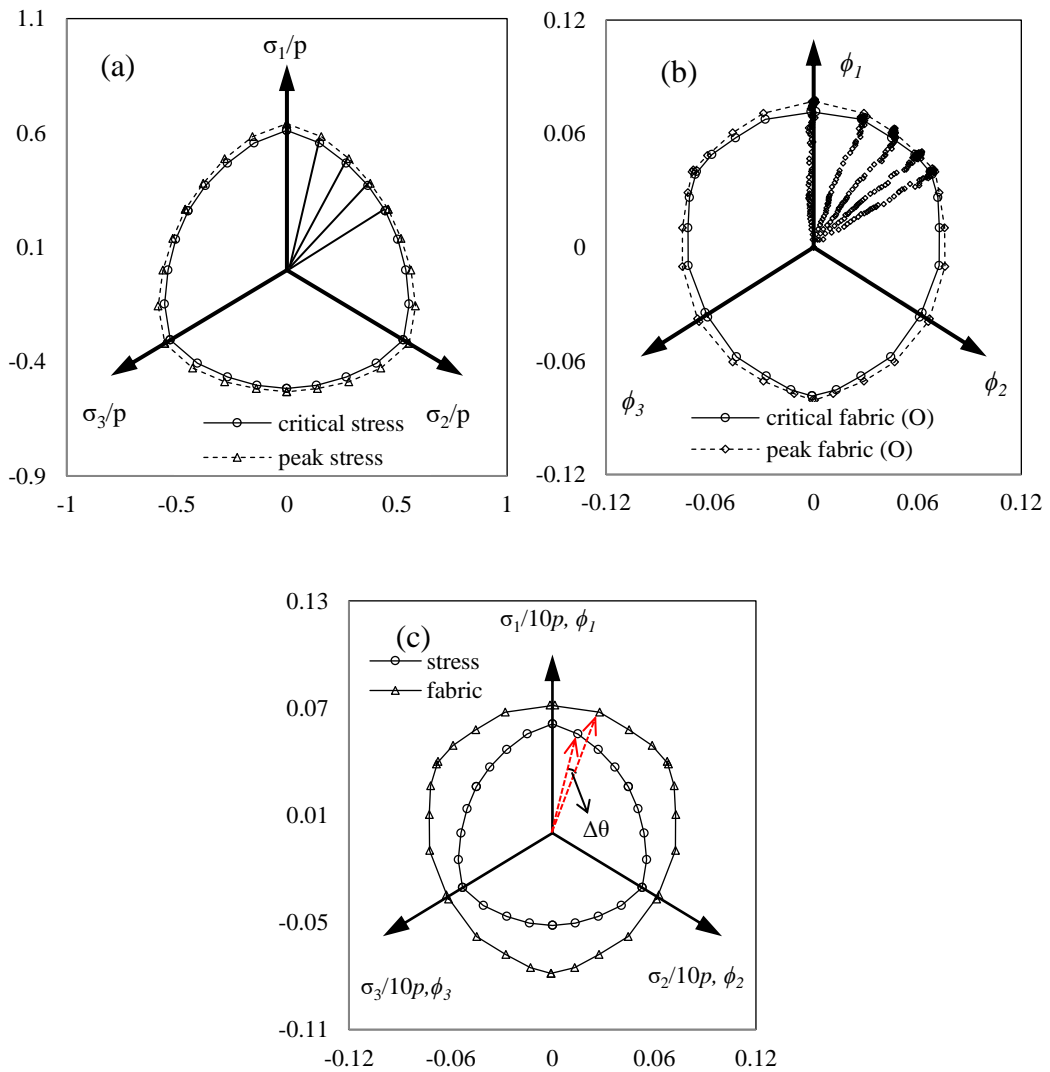 (a)
σ1/p
1.1
0.6
0.1
-0.4
-0.9
σ3/p
σ2/p
critical stress
peak stress
-1
-0.5
0
0.5
1
(b)
ϕ1
0.12
0.06
0
-0.06
-0.12
ϕ3
ϕ2
critical fabric (O)
peak fabric (O)
-0.12
-0.06
0
0.06
0.12
(c)
σ1/10p, ϕ1
stress
fabric
0.13
0.07
0.01
-0.05
-0.11
Δθ
σ3/10p,ϕ3
σ2/10p, ϕ2
-0.12
-0.06
0
0.06
0.12